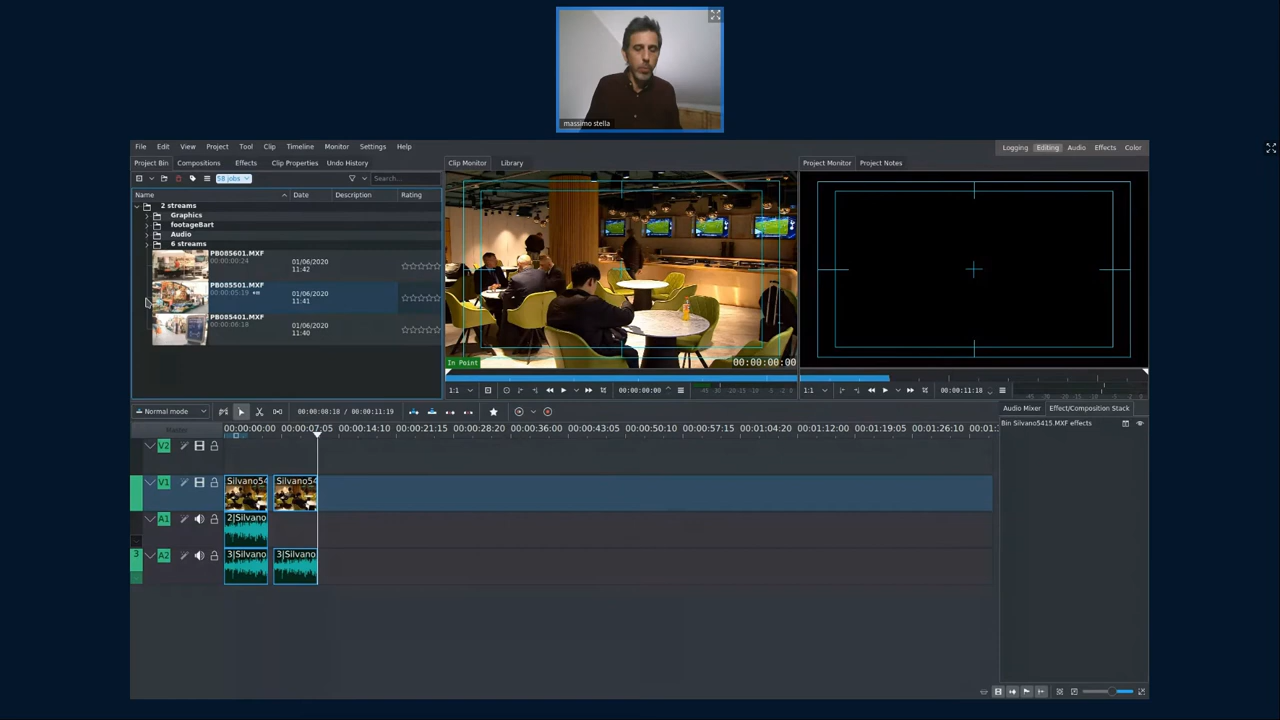 massimo stella
File Edit View Project Tool Clip Timeline Monitor Settings Help
Logging Editing Audio Effects Color
Project Bin Compositions Effects Clip Properties Undo History
Clip Monitor Library
Project Monitor Project Notes
58 jobs
Search...
Name Date Description Rating
2 streams
Graphics
footageBart
Audio
6 streams
PB085601.MXF
00:00:00:24
01/06/2020
11:42
PB085501.MXF
00:00:05:19
01/06/2020
11:41
PB085401.MXF
00:00:06:18
01/06/2020
11:40
In Point
00:00:00:00
1:1
00:00:00:00
1:1
00:00:11:18
Normal mode
00:00:08:18 / 00:00:11:19
Audio Mixer Effect/Composition Stack
Bin Silvano5415.MXF effects
Master
00:00:00:00 00:00:07:05 00:00:14:10 00:00:21:15 00:00:28:20 00:00:36:00 00:00:43:05 00:00:50:10 00:00:57:15 00:01:04:20 00:01:12:00 00:01:19:05 00:01:26:10
V2
V1
Silvano54 Silvano54
A1
2|Silvano
3
A2
3|Silvano 3|Silvano